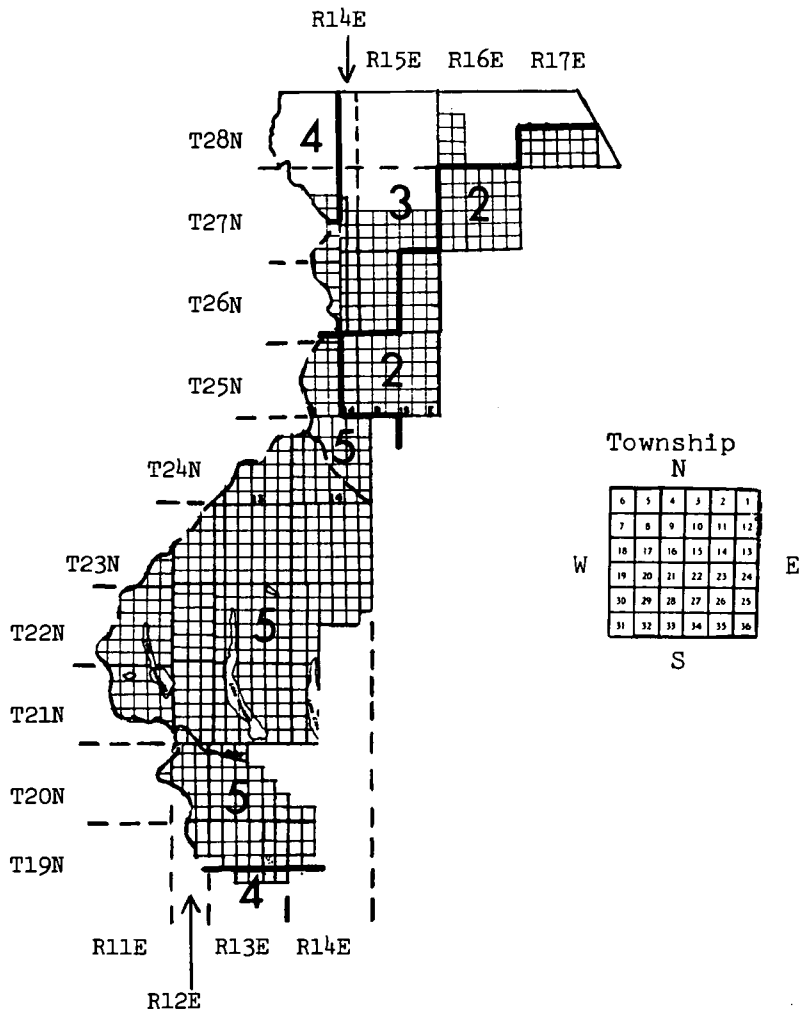 R14E
R15E R16E R17E
T28N
4
3
2
T27N
T26N
T25N
2
5
T24N
13
14
T23N
5
T22N
T21N
5
T20N
T19N
4
R11E R13E R14E
R12E
Township
N
6 5 4 3 2 1
7 8 9 10 11 12
W 18 17 16 15 14 13 E
19 20 21 22 23 24
30 29 28 27 26 25
31 32 33 34 35 36
S